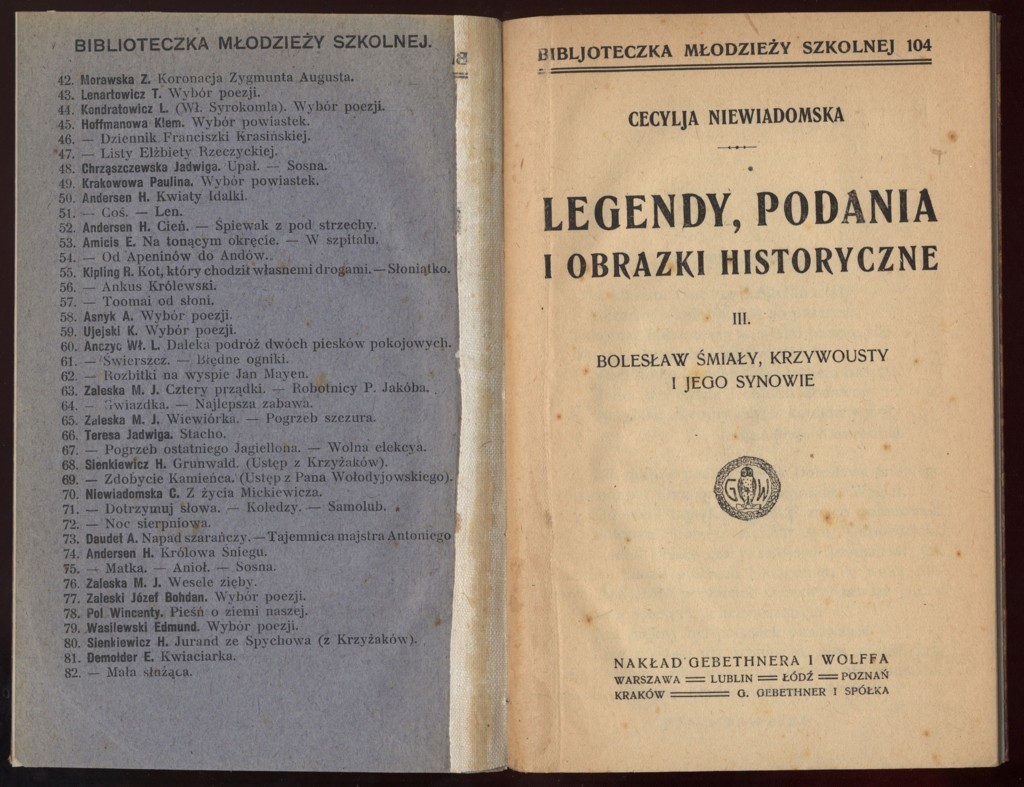 BIBLIOTECZKA MŁODZIEŻY SZKOLNEJ.
42. Morawska Z. Koronacja Zygmunta Augusta.
43. Lenartowicz T. Wybór poezji.
44. Kondratowicz L. (Wł. Syrokomla). Wybór poezji.
45. Hoffmanowa Klem. Wybór powiastek.
46. — Dziennik Franciszki Krasińskiej.
47. — Listy Elżbiety Rzeczyckiej.
48. Chrząszczewska Jadwiga. Upał. — Sosna.
49. Krakowowa Paulina. Wybór powiastek.
50. Andersen H. Kwiaty Idalki.
51. — Coś. — Len.
52. Andersen H. Cień. — Śpiewak z pod strzechy.
53. Amicis E. Na tonącym okręcie. — W szpitalu.
54. — Od Apeninów do Andów.
55. Kipling R. Kot, który chodził własnemi drogami. — Słoniątko.
56. — Ankus Królewski.
57. — Toomai od słoni.
58. Asnyk A. Wybór poezji.
59. Ujejski K. Wybór poezji.
60. Anczyc Wł. L. Daleka podróż dwóch piesków pokojowych.
61. — Świerszcz. — Błędne ogniki.
62. — Rozbitki na wyspie Jan Mayen.
63. Zaleska M. J. Cztery prządki. — Robotnicy P. Jakóba.
64. — Gwiazdka. — Najlepsza zabawa.
65. Zaleska M. J. Wiewiórka. — Pogrzeb szczura.
66. Teresa Jadwiga. Stacho.
67. — Pogrzeb ostatniego Jagiellona. — Wolna elekcya.
68. Sienkiewicz H. Grunwald. (Ustęp z Krzyżaków).
69. — Zdobycie Kamieńca. (Ustęp z Pana Wołodyjowskiego).
70. Niewiadomska C. Z życia Mickiewicza.
71. — Dotrzymuj słowa. — Koledzy. — Samolub.
72. — Noc sierpniowa.
73. Daudet A. Napad szarańczy. — Tajemnica majstra Antoniego
74. Andersen H. Królowa Śniegu.
75. — Matka. — Anioł. — Sosna.
76. Zaleska M. J. Wesele zięby.
77. Zaleski Józef Bohdan. Wybór poezji.
78. Pol Wincenty. Pieśń o ziemi naszej.
79. Wasilewski Edmund. Wybór poezji.
80. Sienkiewicz H. Jurand ze Spychowa (z Krzyżaków).
81. Demolder E. Kwiaciarka.
82. — Mała służąca.
BIBLJOTECZKA MŁODZIEŻY SZKOLNEJ 104
CECYLJA NIEWIADOMSKA
LEGENDY, PODANIA
I OBRAZKI HISTORYCZNE
III.
BOLESŁAW ŚMIAŁY, KRZYWOUSTY
I JEGO SYNOWIE
G W
NAKŁAD GEBETHNERA I WOLFFA
WARSZAWA — LUBLIN — ŁÓDŹ — POZNAŃ
KRAKÓW — G. GEBETHNER I SPÓŁKA